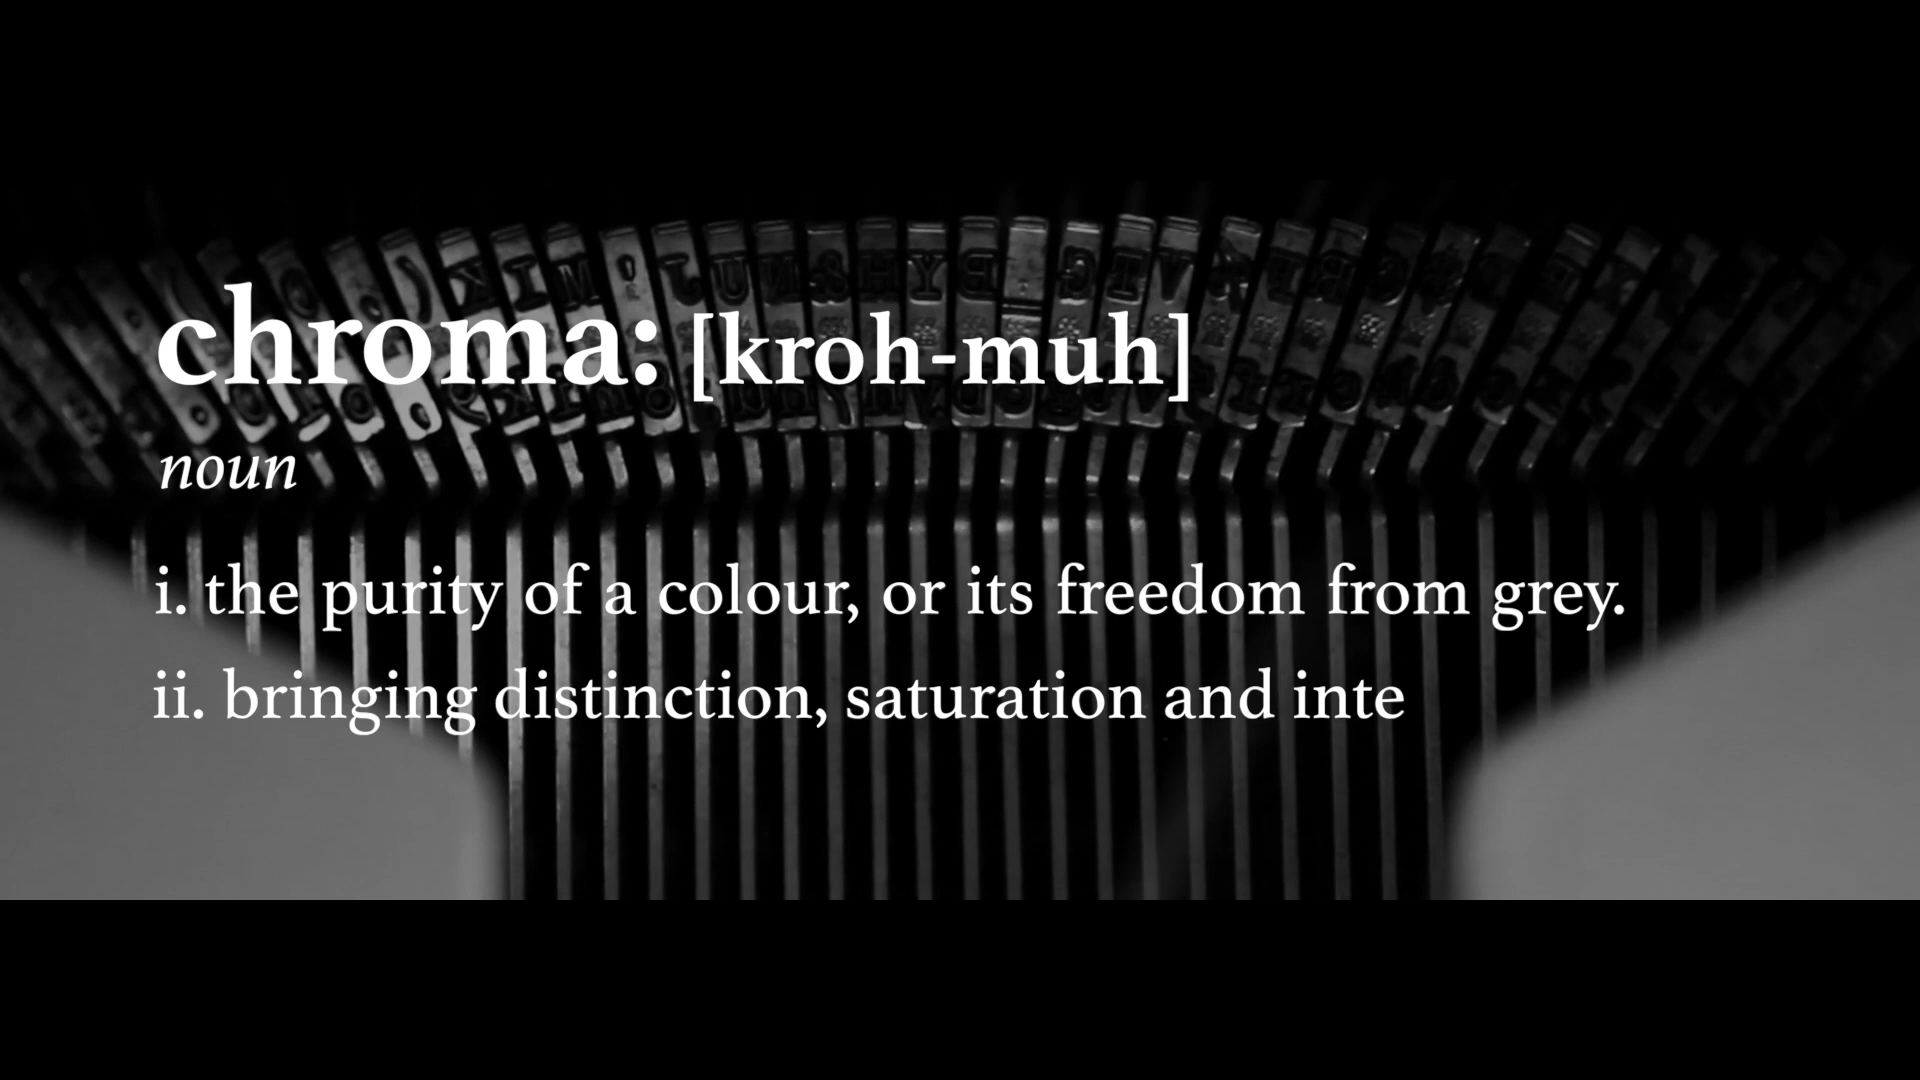 chroma: [kroh-muh]
noun
i. the purity of a colour, or its freedom from grey.
ii. bringing distinction, saturation and inte